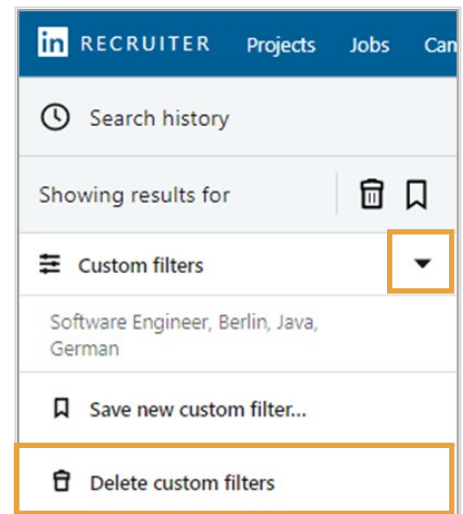 in RECRUITER Projects Jobs
Search history
Showing results for
Custom filters
Software Engineer, Berlin, Java,
German
Save new custom filter...
Delete custom filters